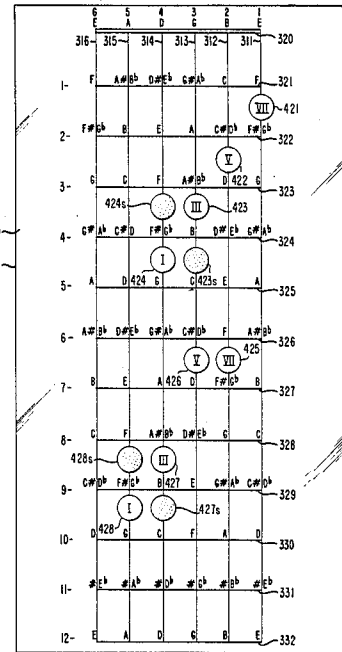 6 5 4 3 2 1
E A D G B E
316 315 314 313 312 311
320
F A# Bb D# Eb G# Ab C F
1- 321
VII 421
F# Gb B E A C# Db F# Gb
2- 322
V
G C F A# Bb D 422 G
3- 323
424s III 423
G# Ab C# D F# Gb B D# Eb G# Ab
4- 324
I
A D 424 G C 423s E A
5- 325
A# Bb D# Eb G# Ab C# Db F A# Bb
6- 326
V VII 425
B E A 426 D F# Gb B
7- 327
C F A# Bb D# Eb G C
8- 328
428s III
C# Db F# Gb B 427 E G# Ab C# Db
9- 329
I
D 428 G C 427s F A D
10- 330
# Eb # Ab # Db # Gb # Bb # Eb
11- 331
E A D G B E
12- 332